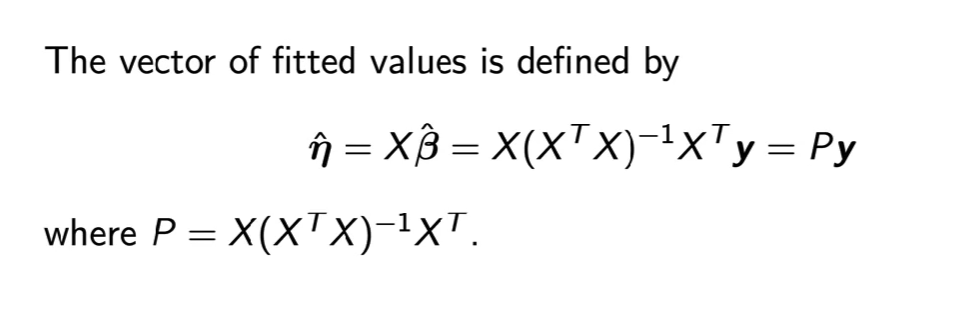 The vector of fitted values is defined by
η̂ = Xβ̂ = X(XᵀX)⁻¹Xᵀy = Py
where P = X(XᵀX)⁻¹Xᵀ.